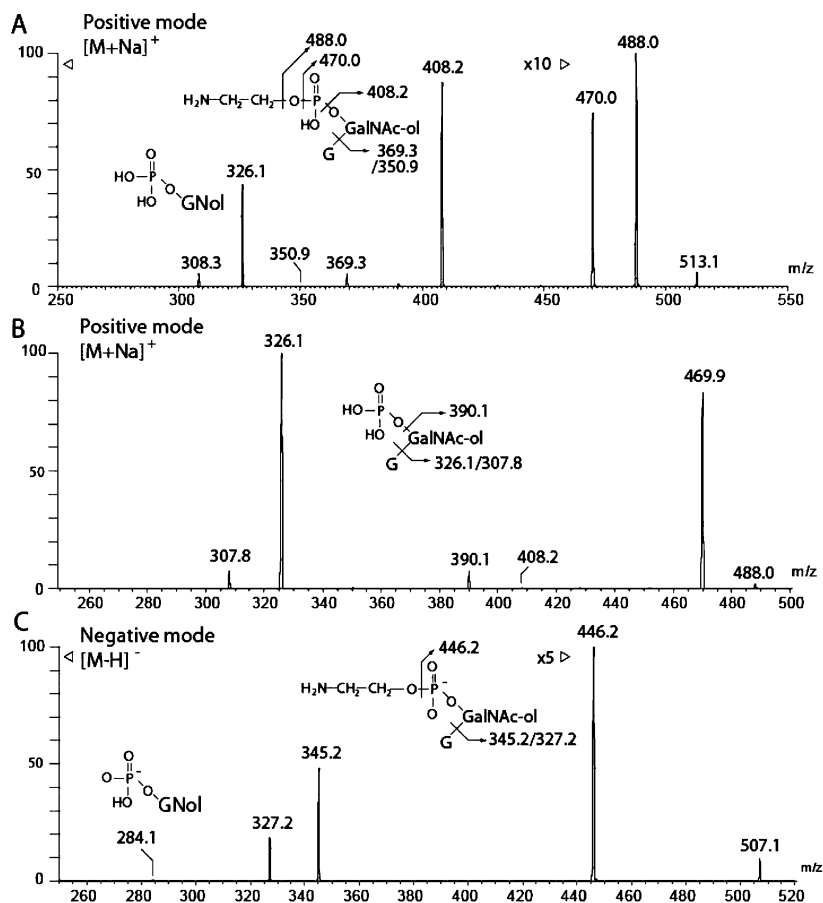 A
Positive mode
[M+Na]+
100
50
0
488.0
470.0
H2N–CH2–CH2–O–P
O
408.2
O
HO
GalNAc-ol
G
369.3
/350.9
O
HO–P
O
HO
GNol
308.3
326.1
350.9
369.3
408.2
x10
470.0
488.0
513.1
m/z
250 300 350 400 450 500 550
B
Positive mode
[M+Na]+
100
50
0
326.1
O
HO–P
O
HO
390.1
GalNAc-ol
G
326.1/307.8
469.9
307.8
390.1
408.2
488.0
m/z
260 280 300 320 340 360 380 400 420 440 460 480 500
C
Negative mode
[M-H]-
100
50
0
446.2
O
H2N–CH2–CH2–O–P-
O
O
GalNAc-ol
G
345.2/327.2
x5
446.2
O
O–P-
O
HO
GNol
284.1
327.2
345.2
507.1
m/z
260 280 300 320 340 360 380 400 420 440 460 480 500 520